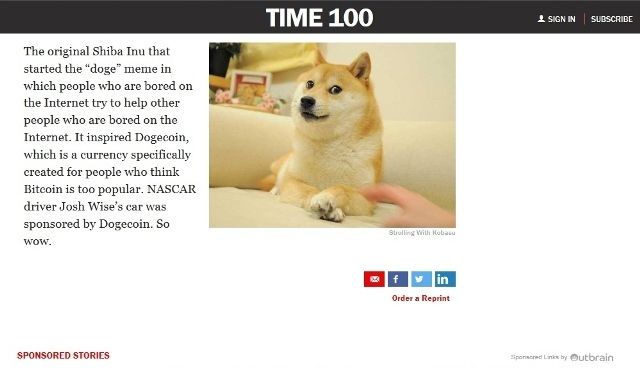 TIME 100
SIGN IN
SUBSCRIBE
The original Shiba Inu that
started the “doge” meme in
which people who are bored on
the Internet try to help other
people who are bored on the
Internet. It inspired Dogecoin,
which is a currency specifically
created for people who think
Bitcoin is too popular. NASCAR
driver Josh Wise’s car was
sponsored by Dogecoin. So
wow.
Strolling With Kabasu
f
in
Order a Reprint
SPONSORED STORIES
Sponsored Links by Outbrain